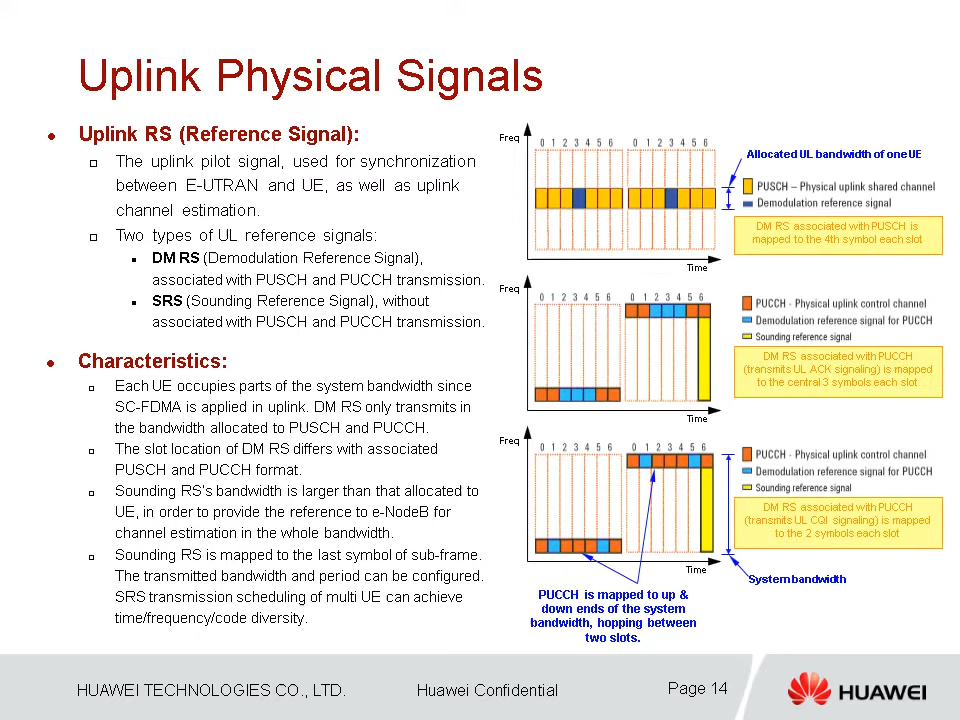 Uplink Physical Signals
Uplink RS (Reference Signal):
The uplink pilot signal, used for synchronization
between E-UTRAN and UE, as well as uplink
channel estimation.
Two types of UL reference signals:
DM RS (Demodulation Reference Signal),
associated with PUSCH and PUCCH transmission.
SRS (Sounding Reference Signal), without
associated with PUSCH and PUCCH transmission.
Characteristics:
Each UE occupies parts of the system bandwidth since
SC-FDMA is applied in uplink. DM RS only transmits in
the bandwidth allocated to PUSCH and PUCCH.
The slot location of DM RS differs with associated
PUSCH and PUCCH format.
Sounding RS's bandwidth is larger than that allocated to
UE, in order to provide the reference to e-NodeB for
channel estimation in the whole bandwidth.
Sounding RS is mapped to the last symbol of sub-frame.
The transmitted bandwidth and period can be configured.
SRS transmission scheduling of multi UE can achieve
time/frequency/code diversity.
Freq
0 1 2 3 4 5 6 0 1 2 3 4 5 6
Time
Allocated UL bandwidth of one UE
PUSCH – Physical uplink shared channel
Demodulation reference signal
DM RS associated with PUSCH is
mapped to the 4th symbol each slot
Freq
0 1 2 3 4 5 6 0 1 2 3 4 5 6
Time
PUCCH - Physical uplink control channel
Demodulation reference signal for PUCCH
Sounding reference signal
DM RS associated with PUCCH
(transmits UL ACK signaling) is mapped
to the central 3 symbols each slot
Freq
0 1 2 3 4 5 6 0 1 2 3 4 5 6
Time
PUCCH - Physical uplink control channel
Demodulation reference signal for PUCCH
Sounding reference signal
DM RS associated with PUCCH
(transmits UL CQI signaling) is mapped
to the 2 symbols each slot
System bandwidth
PUCCH is mapped to up &
down ends of the system
bandwidth, hopping between
two slots.
HUAWEI TECHNOLOGIES CO., LTD.
Huawei Confidential
Page 14
HUAWEI